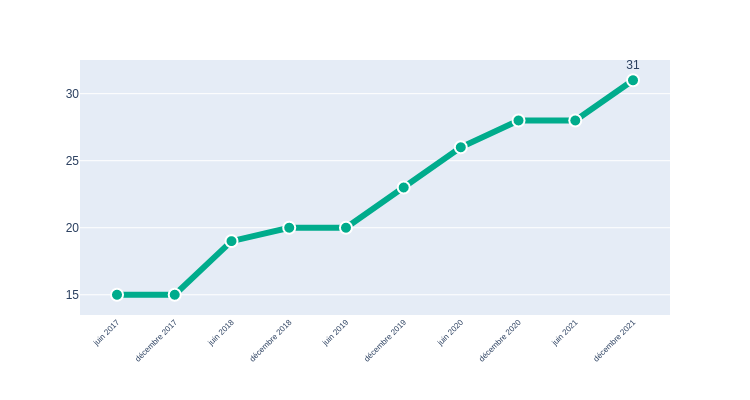 31
30
25
20
15
juin 2017
décembre 2017
juin 2018
décembre 2018
juin 2019
décembre 2019
juin 2020
décembre 2020
juin 2021
décembre 2021